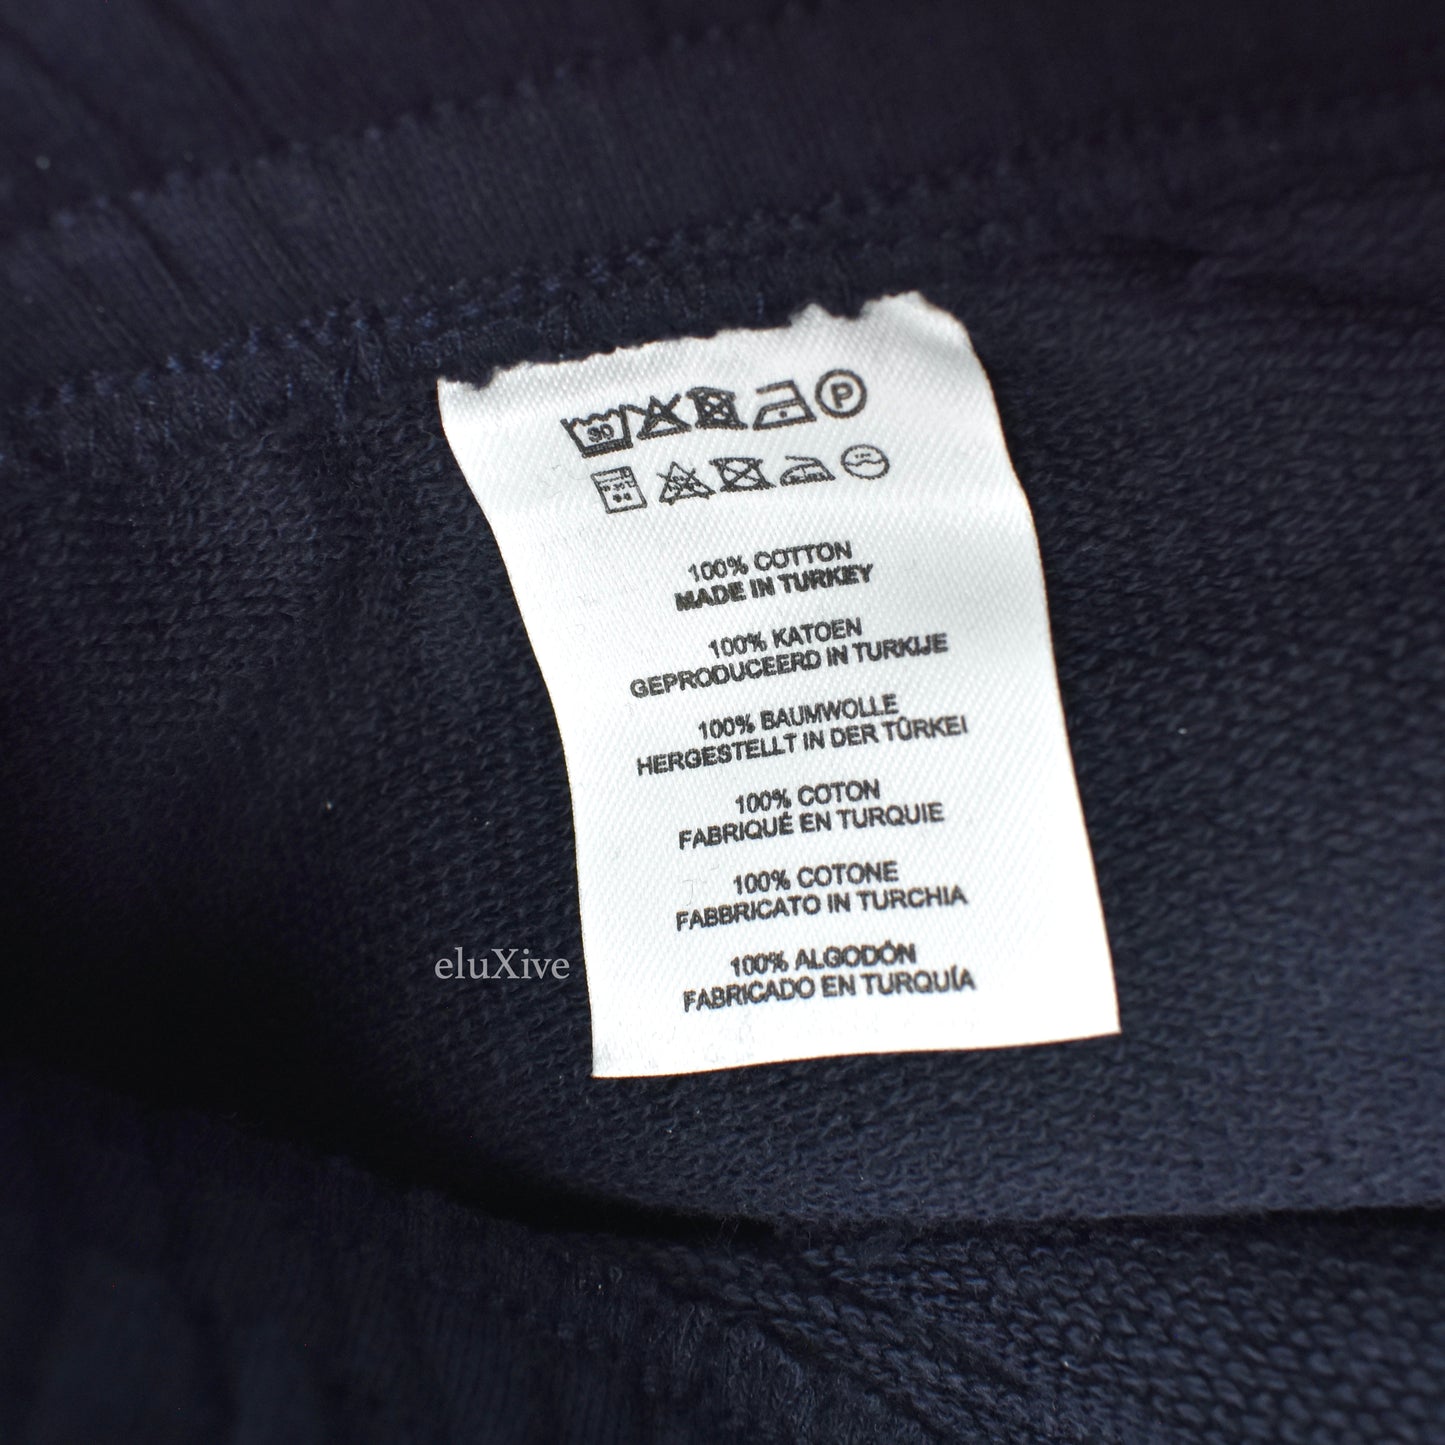 30
P
100% COTTON
MADE IN TURKEY
100% KATOEN
GEPRODUCEERD IN TURKIJE
100% BAUMWOLLE
HERGESTELLT IN DER TÜRKEI
100% COTON
FABRIQUÉ EN TURQUIE
100% COTONE
FABBRICATO IN TURCHIA
100% ALGODÓN
FABRICADO EN TURQUÍA
eluXive